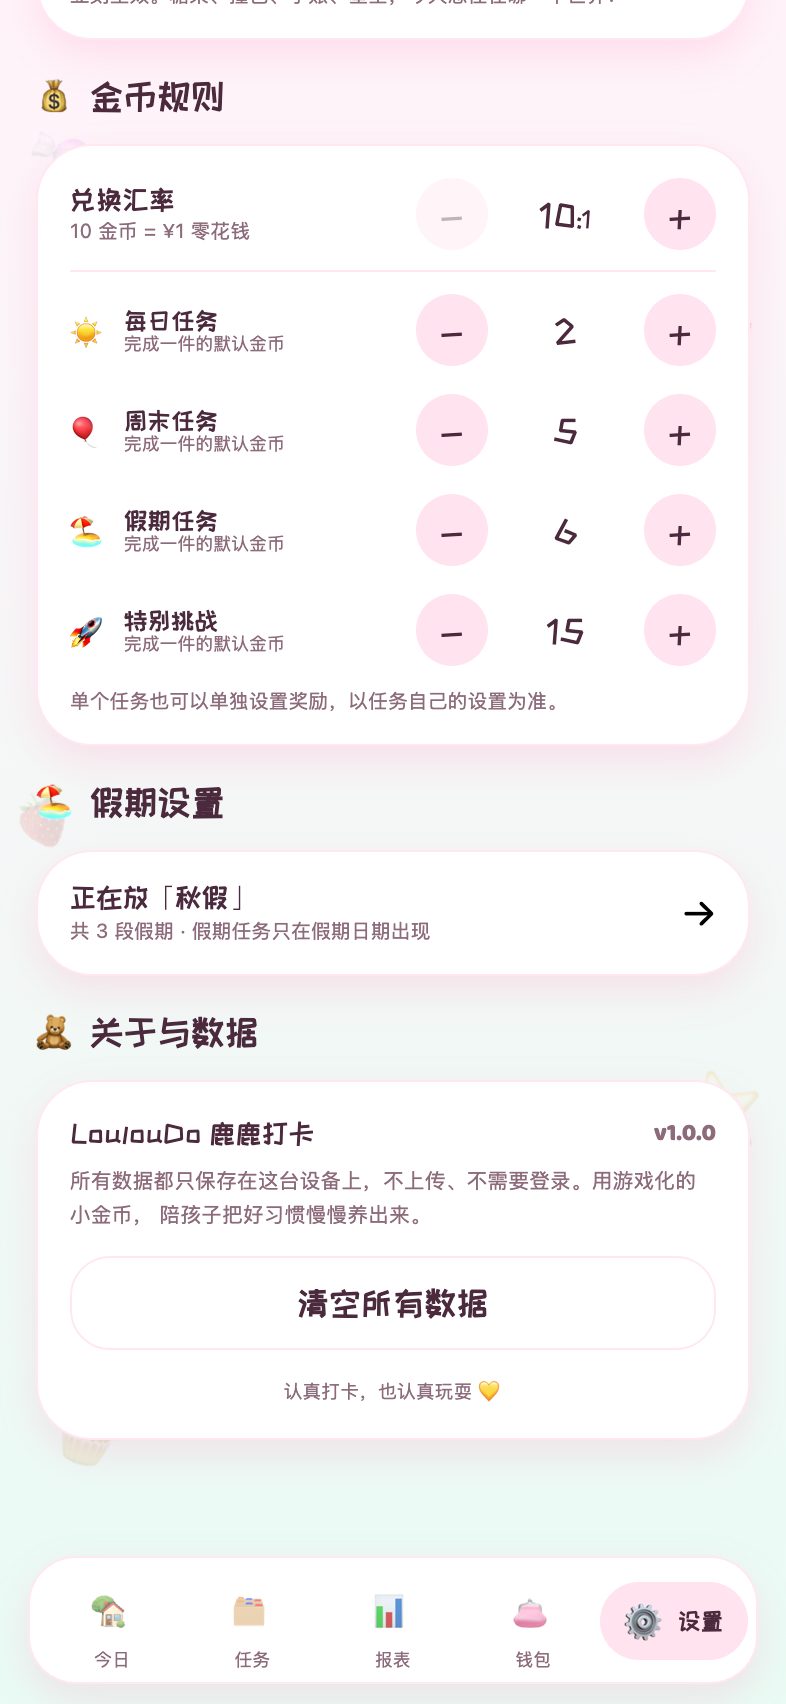 金币规则
兑换汇率
10 金币 = ¥1 零花钱
－
10:1
+
每日任务
完成一件的默认金币
－
2
+
周末任务
完成一件的默认金币
－
5
+
假期任务
完成一件的默认金币
－
6
+
特别挑战
完成一件的默认金币
－
15
+
单个任务也可以单独设置奖励，以任务自己的设置为准。
假期设置
正在放「秋假」
共 3 段假期 · 假期任务只在假期日期出现
→
关于与数据
LoulouDo 鹿鹿打卡
v1.0.0
所有数据都只保存在这台设备上，不上传、不需要登录。用游戏化的
小金币， 陪孩子把好习惯慢慢养出来。
清空所有数据
认真打卡，也认真玩耍 💛
今日
任务
报表
钱包
设置